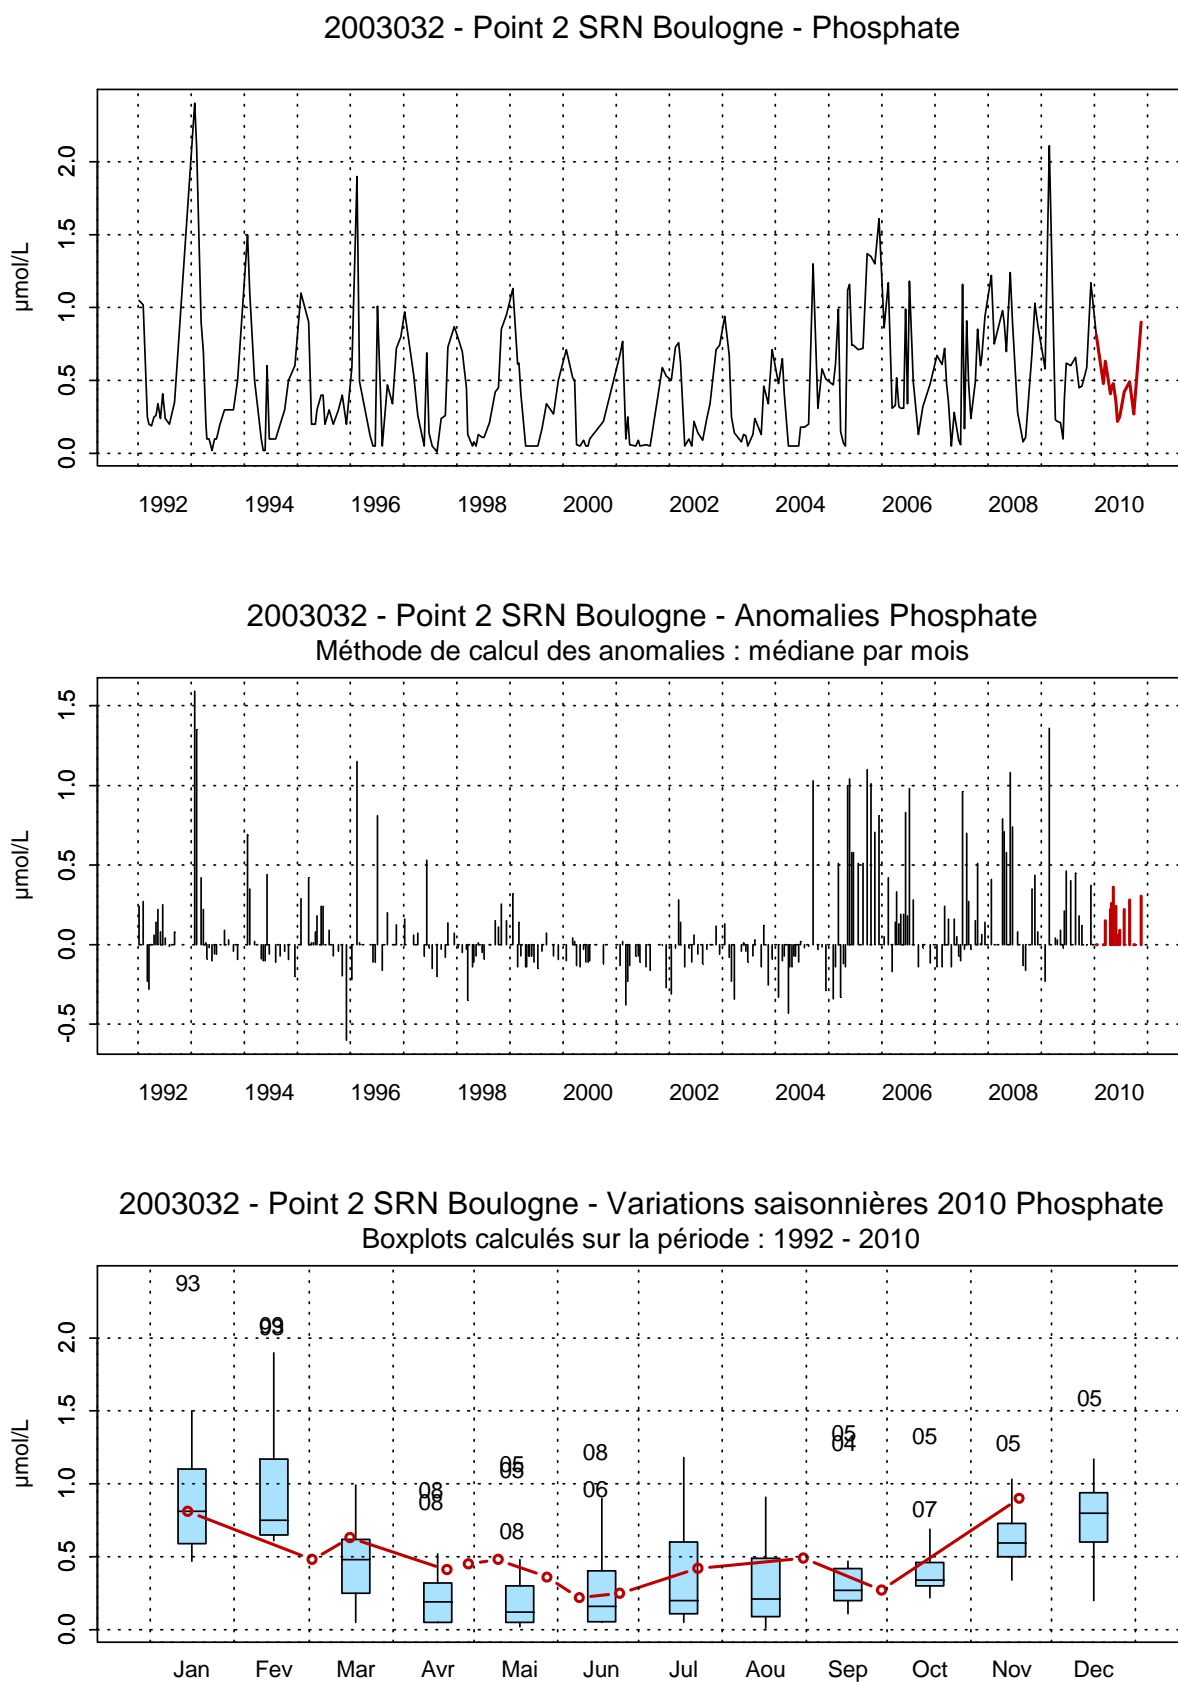 2003032 - Point 2 SRN Boulogne - Phosphate
µmol/L
2.0
1.5
1.0
0.5
0.0
1992 1994 1996 1998 2000 2002 2004 2006 2008 2010
2003032 - Point 2 SRN Boulogne - Anomalies Phosphate
Méthode de calcul des anomalies : médiane par mois
µmol/L
1.5
1.0
0.5
0.0
-0.5
1992 1994 1996 1998 2000 2002 2004 2006 2008 2010
2003032 - Point 2 SRN Boulogne - Variations saisonnières 2010 Phosphate
Boxplots calculés sur la période : 1992 - 2010
µmol/L
2.0
1.5
1.0
0.5
0.0
93
09
93
08
08
05
05
08
08
06
05
04
05
07
05
05
Jan Fev Mar Avr Mai Jun Jul Aou Sep Oct Nov Dec